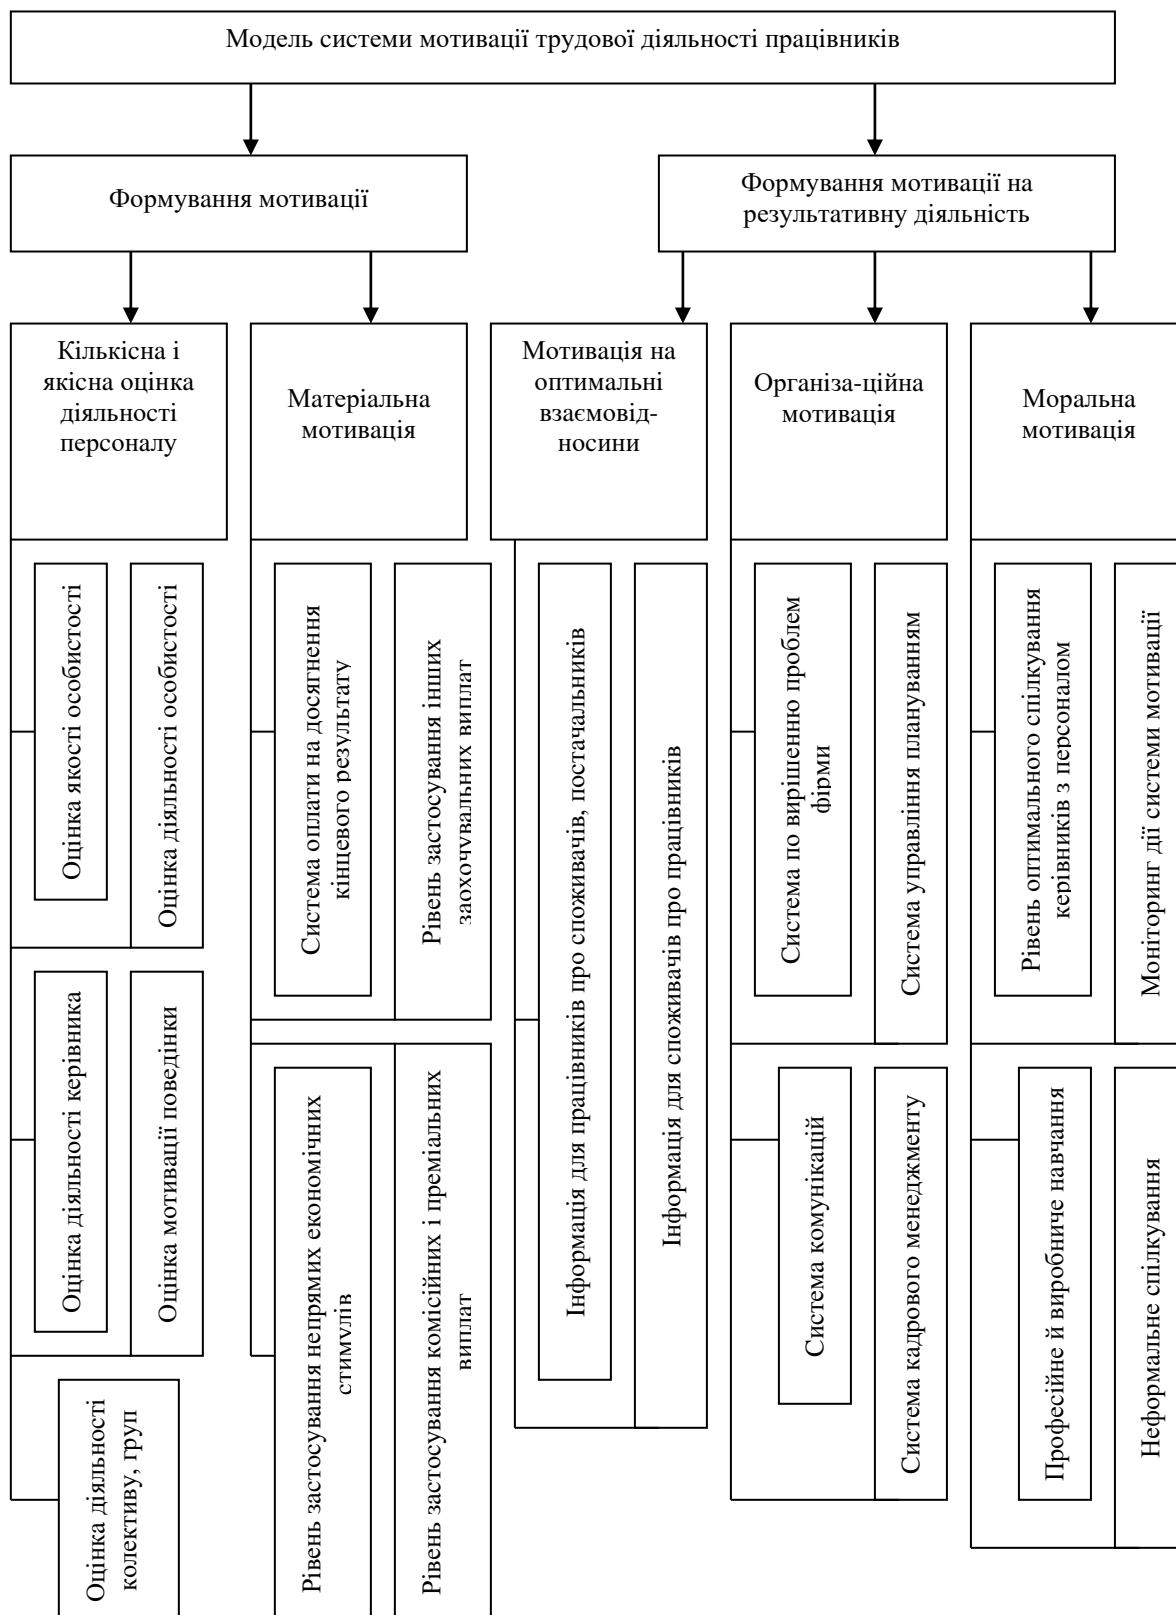 Модель системи мотивації трудової діяльності працівників
Формування мотивації
Формування мотивації на
результативну діяльність
Кількісна і
якісна оцінка
діяльності
персоналу
Матеріальна
мотивація
Мотивація на
оптимальні
взаємовід-
носини
Організа-ційна
мотивація
Моральна
мотивація
Оцінка якості особистості
Оцінка діяльності особистості
Оцінка діяльності керівника
Оцінка мотивації поведінки
Оцінка діяльності
колективу, груп
Система оплати на досягнення
кінцевого результату
Рівень застосування інших
заохочувальних виплат
Рівень застосування непрямих економічних
стимулів
Рівень застосування комісійних і преміальних
виплат
Інформація для працівників про споживачів, постачальників
Інформація для споживачів про працівників
Система по вирішенню проблем
фірми
Система управління плануванням
Система комунікацій
Система кадрового менеджменту
Рівень оптимального спілкування
керівників з персоналом
Моніторинг дії системи мотивації
Професійне й виробниче навчання
Неформальне спілкування